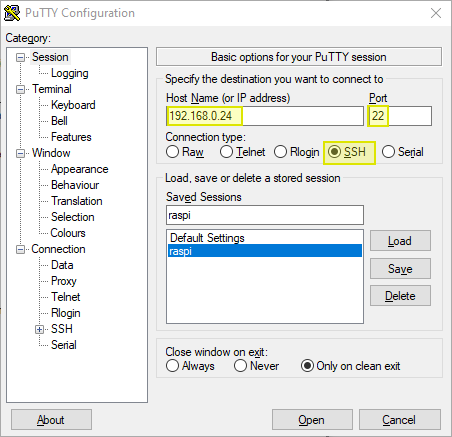 PuTTY Configuration
Category:
Session
Logging
Terminal
Keyboard
Bell
Features
Window
Appearance
Behaviour
Translation
Selection
Colours
Connection
Data
Proxy
Telnet
Rlogin
SSH
Serial
Basic options for your PuTTY session
Specify the destination you want to connect to
Host Name (or IP address) Port
192.168.0.24 22
Connection type:
Raw Telnet Rlogin SSH Serial
Load, save or delete a stored session
Saved Sessions
raspi
Default Settings
raspi
Load
Save
Delete
Close window on exit:
Always Never Only on clean exit
About Open Cancel